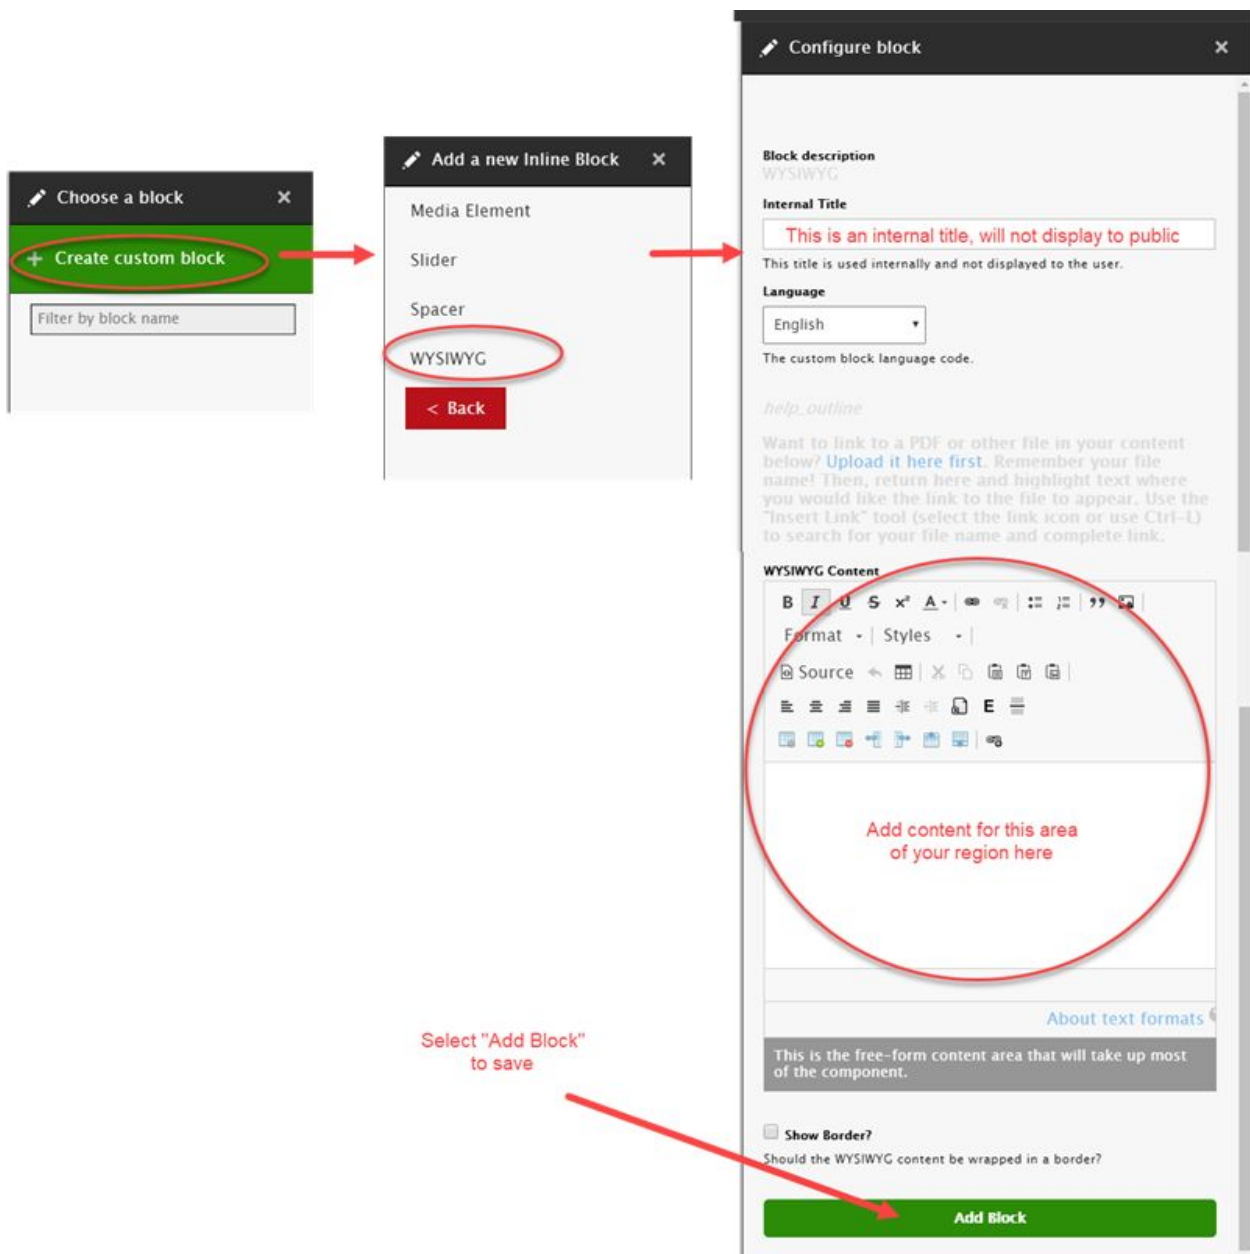 Choose a block
+ Create custom block
Filter by block name
Add a new Inline Block
Media Element
Slider
Spacer
WYSIWYG
< Back
Configure block
Block description
WYSIWYG
Internal Title
This is an internal title, will not display to public
This title is used internally and not displayed to the user.
Language
English
The custom block language code.
help_outline
Want to link to a PDF or other file in your content
below? Upload it here first. Remember your file
name! Then, return here and highlight text where
you would like the link to the file to appear. Use the
"Insert Link" tool (select the link icon or use Ctrl-L)
to search for your file name and complete link.
WYSIWYG Content
B I U S x² A
Format Styles
Source
E
Add content for this area
of your region here
About text formats
This is the free-form content area that will take up most
of the component.
Select "Add Block"
to save
Show Border?
Should the WYSIWYG content be wrapped in a border?
Add Block